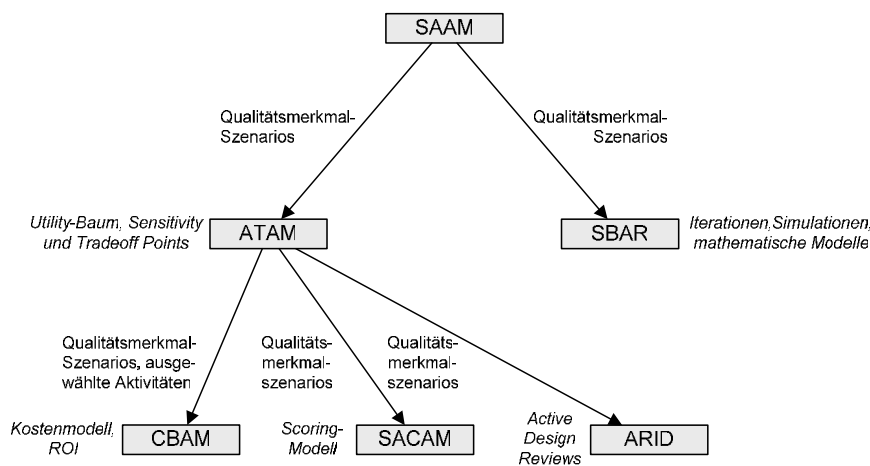 SAAM
Qualitätsmerkmal-
Szenarios
Qualitätsmerkmal-
Szenarios
Utility-Baum, Sensitivity
und Tradeoff Points
ATAM
SBAR
Iterationen,Simulationen,
mathematische Modelle
Qualitätsmerkmal-
Szenarios, ausge-
wählte Aktivitäten
Qualitäts-
merkmal-
szenarios
Qualitäts-
merkmal-
szenarios
Kostenmodell,
ROI
CBAM
Scoring-
Modell
SACAM
Active
Design
Reviews
ARID